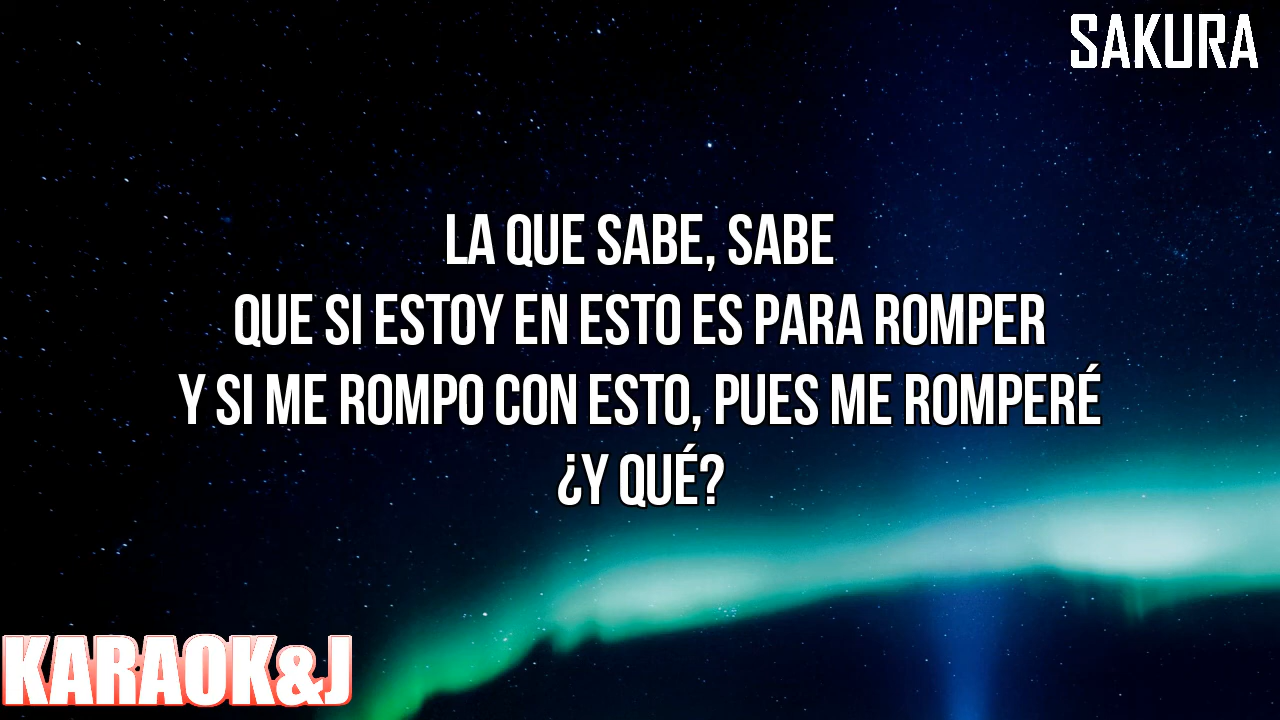 SAKURA
LA QUE SABE, SABE
QUE SI ESTOY EN ESTO ES PARA ROMPER
Y SI ME ROMPO CON ESTO, PUES ME ROMPERÉ
¿Y QUÉ?
KARAOK&J